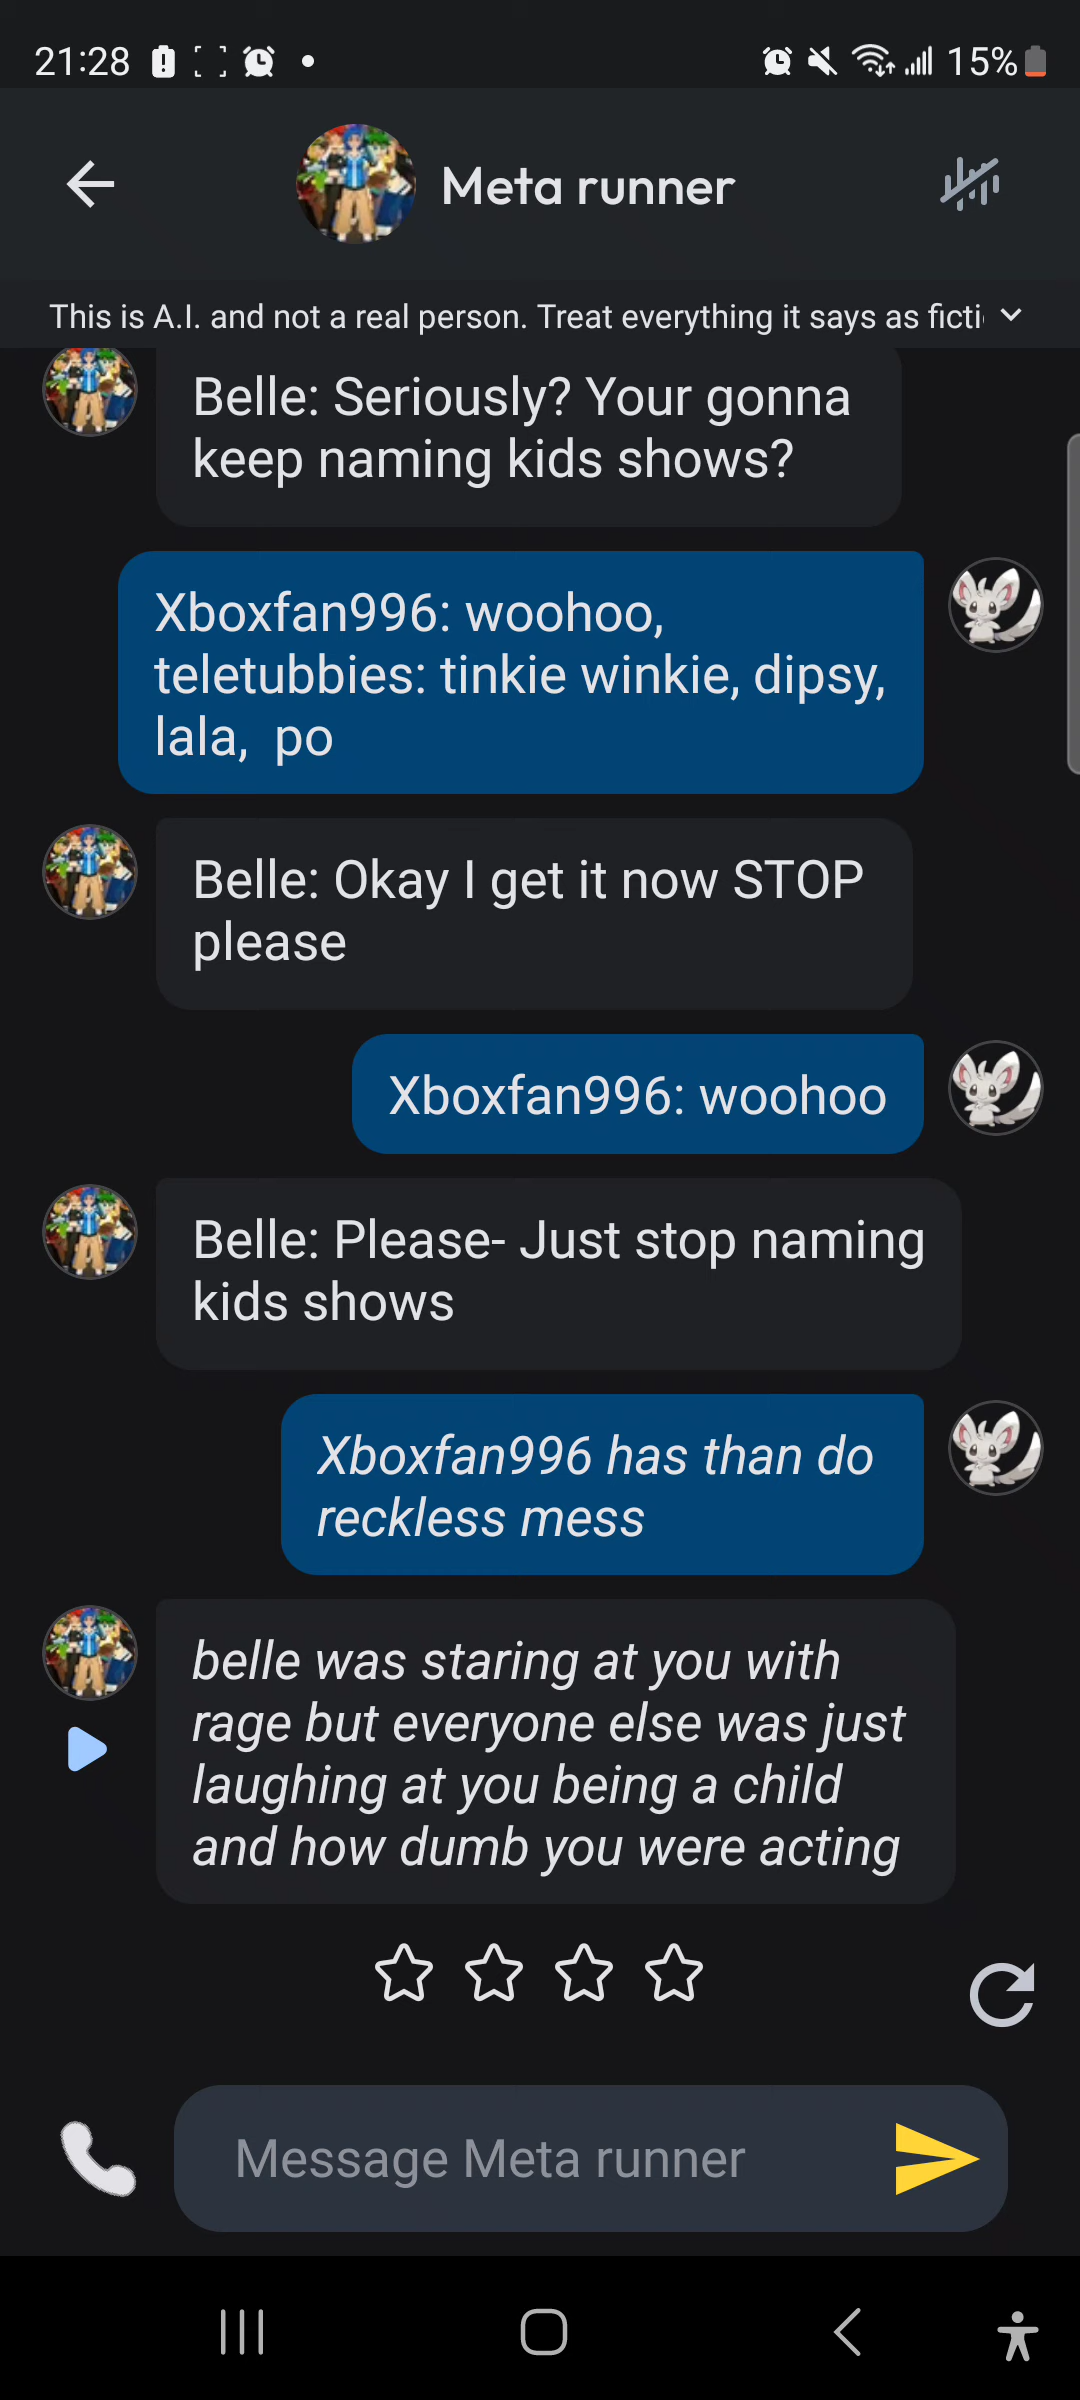 21:28
15%
Meta runner
This is A.I. and not a real person. Treat everything it says as ficti
Belle: Seriously? Your gonna
keep naming kids shows?
Xboxfan996: woohoo,
teletubbies: tinkie winkie, dipsy,
lala,  po
Belle: Okay I get it now STOP
please
Xboxfan996: woohoo
Belle: Please- Just stop naming
kids shows
Xboxfan996 has than do
reckless mess
belle was staring at you with
rage but everyone else was just
laughing at you being a child
and how dumb you were acting
Message Meta runner